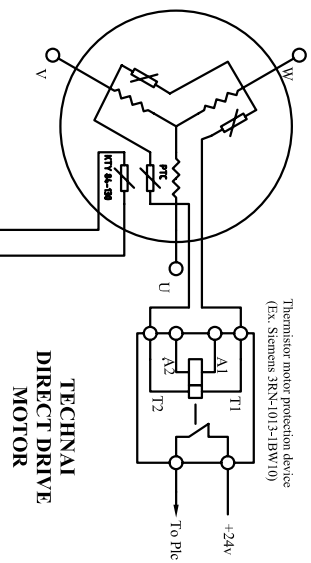 V
W
PTC
KTY 84-130
U
Thermistor motor protection device
(Ex. Siemens 3RN-1013-1BW10)
A2
A1
T2
T1
TECHNAI
DIRECT DRIVE
MOTOR
To Plc
+24v